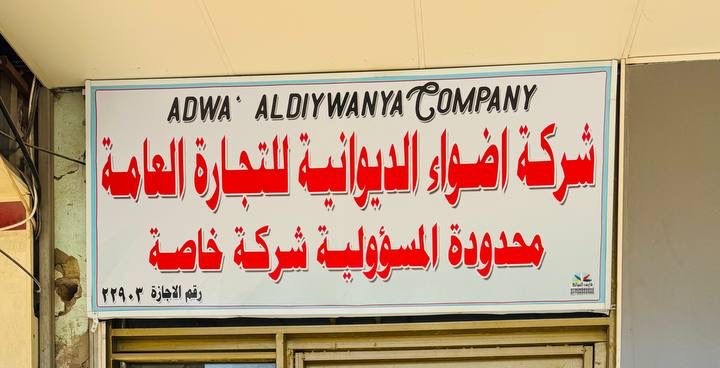 ADWA' ALDIYWANYA COMPANY
شركة اضواء الديوانية للتجارة العامة
محدودة المسؤولية شركة خاصة
رقم الاجازة ٢٢٩٠٣